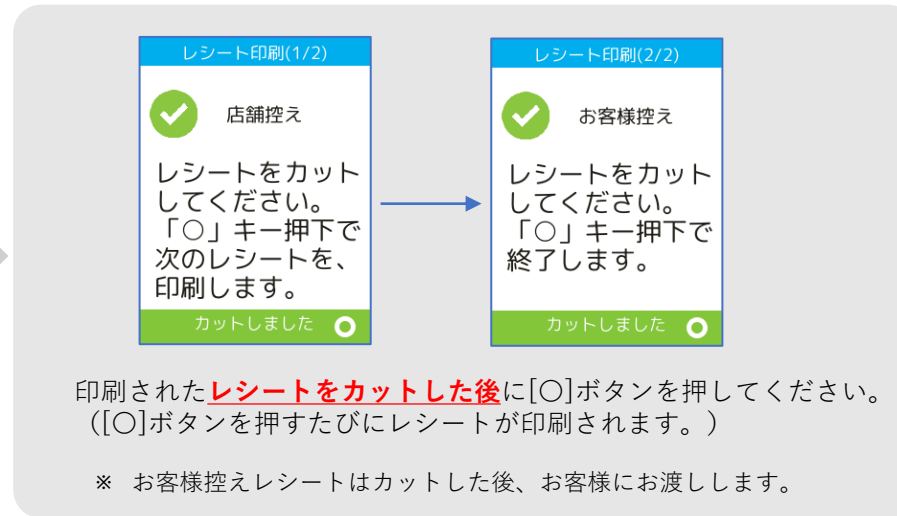 レシート印刷(1/2)
店舗控え
レシートをカット
してください。
「○」キー押下で
次のレシートを、
印刷します。
カットしました
レシート印刷(2/2)
お客様控え
レシートをカット
してください。
「○」キー押下で
終了します。
カットしました
印刷されたレシートをカットした後に[○]ボタンを押してください。
([○]ボタンを押すたびにレシートが印刷されます。)
※ お客様控えレシートはカットした後、お客様にお渡しします。